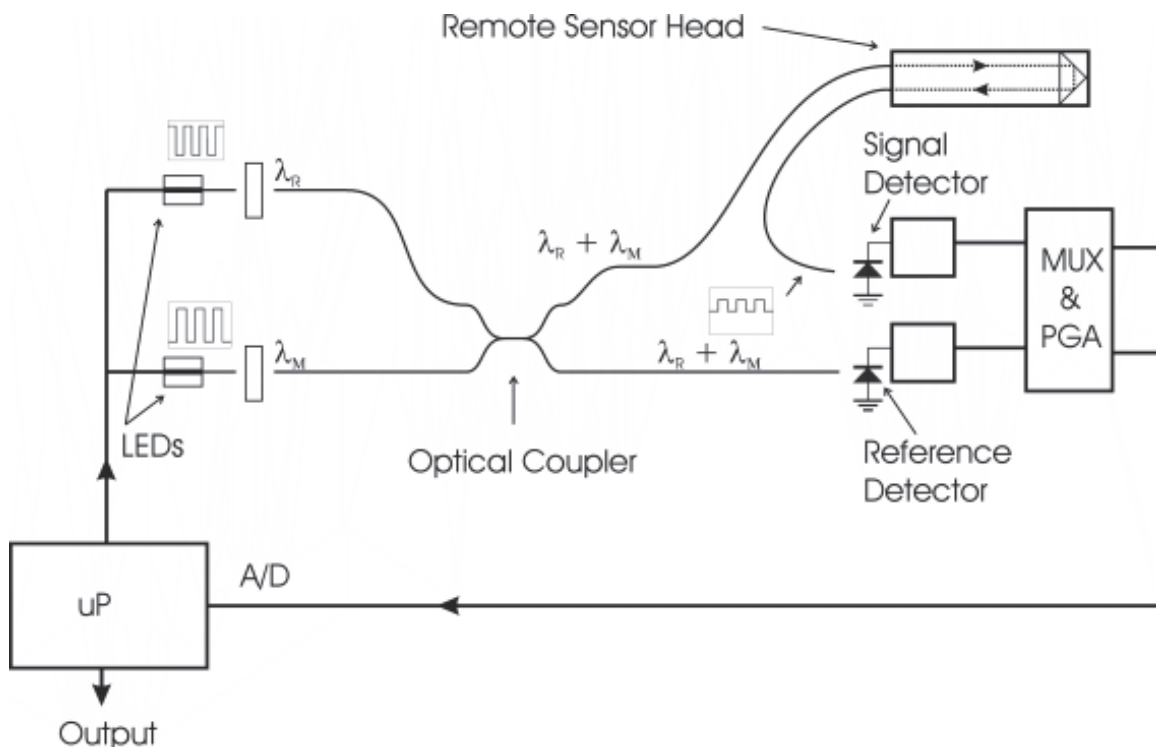 Remote Sensor Head
λR
Signal
Detector
λR + λM
MUX
&
PGA
λM
λR + λM
LEDs
Optical Coupler
Reference
Detector
A/D
uP
Output